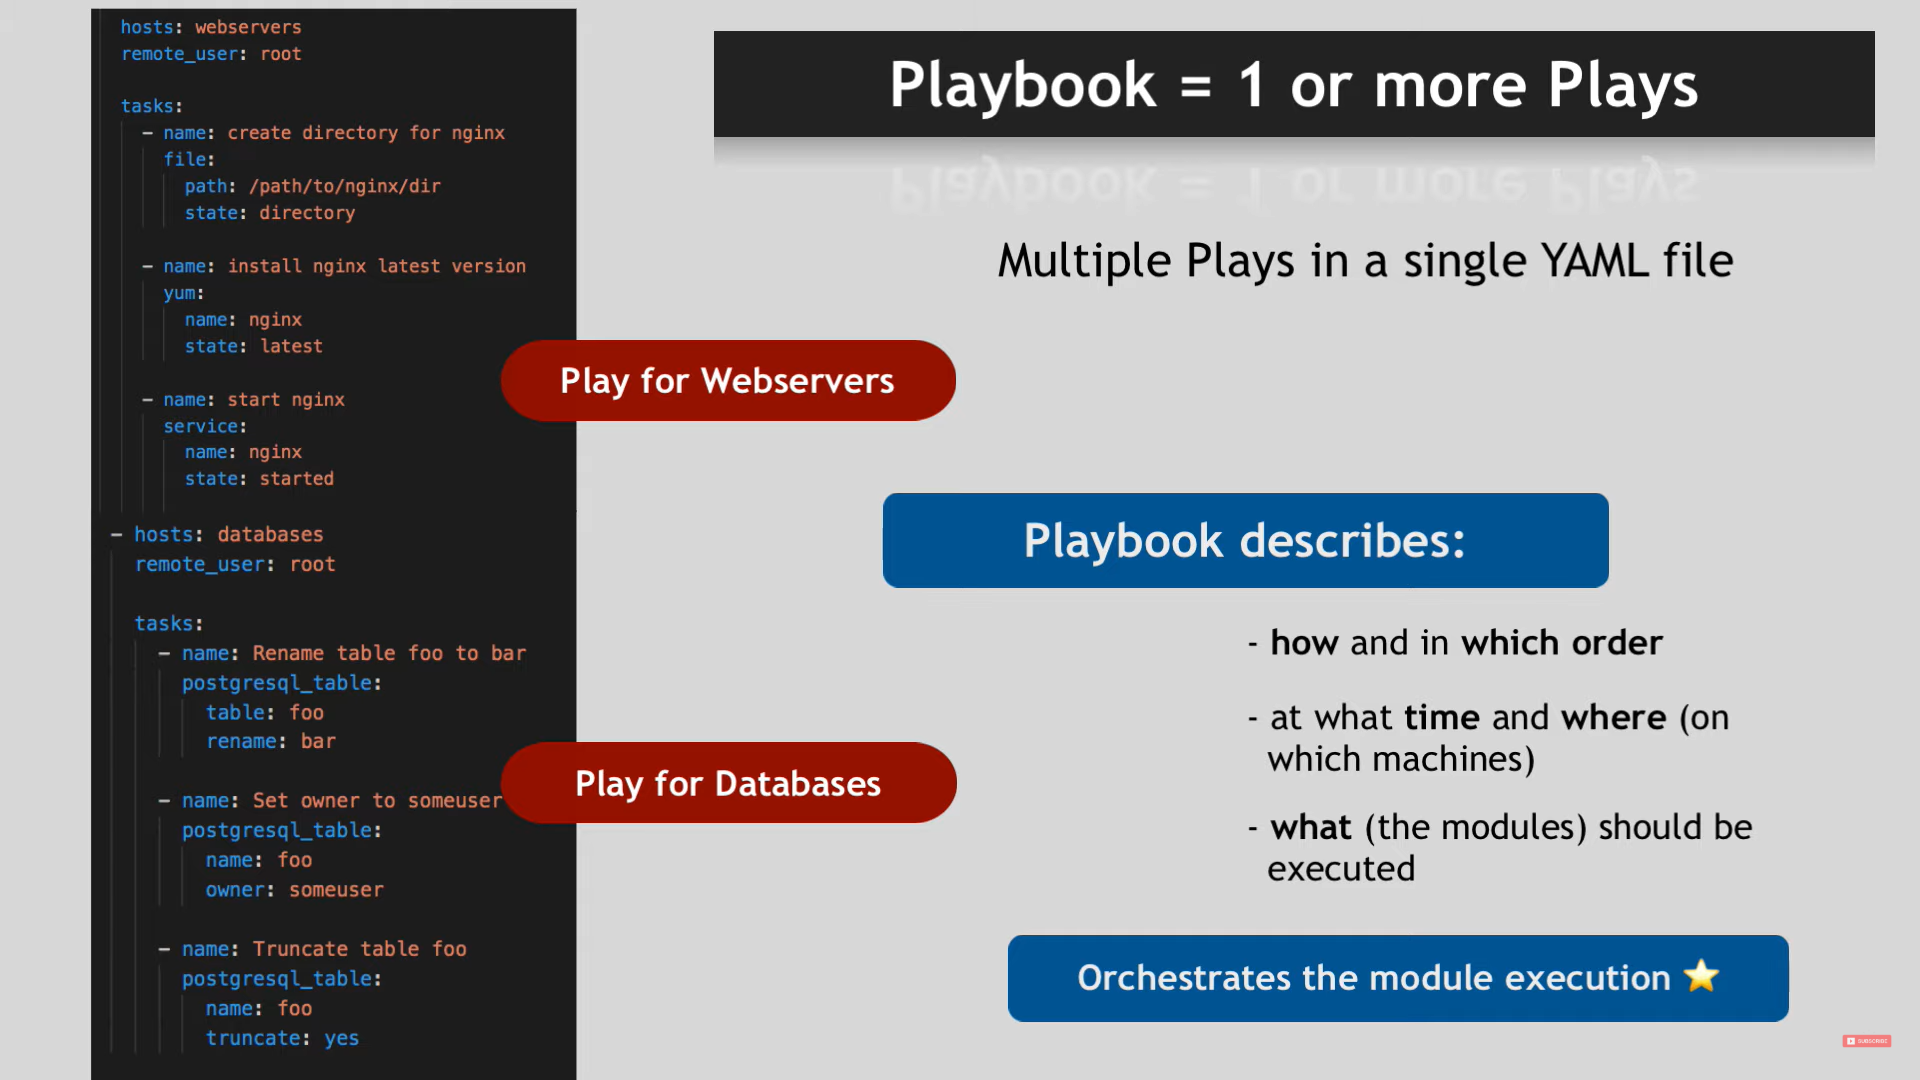 hosts: webservers
remote_user: root
tasks:
- name: create directory for nginx
file:
path: /path/to/nginx/dir
state: directory
- name: install nginx latest version
yum:
name: nginx
state: latest
- name: start nginx
service:
name: nginx
state: started
- hosts: databases
remote_user: root
tasks:
- name: Rename table foo to bar
postgresql_table:
table: foo
rename: bar
- name: Set owner to someuser
postgresql_table:
name: foo
owner: someuser
- name: Truncate table foo
postgresql_table:
name: foo
truncate: yes
Playbook = 1 or more Plays
Multiple Plays in a single YAML file
Play for Webservers
Play for Databases
Playbook describes:
- how and in which order
- at what time and where (on
which machines)
- what (the modules) should be
executed
Orchestrates the module execution ⭐
SUBSCRIBE